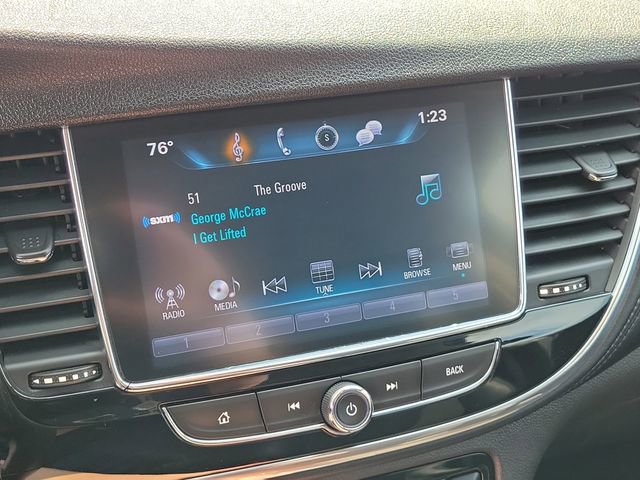 76°
1:23
S
51 The Groove
sxm
George McCrae
I Get Lifted
RADIO
MEDIA
TUNE
BROWSE
MENU
1 2 3 4 5
BACK